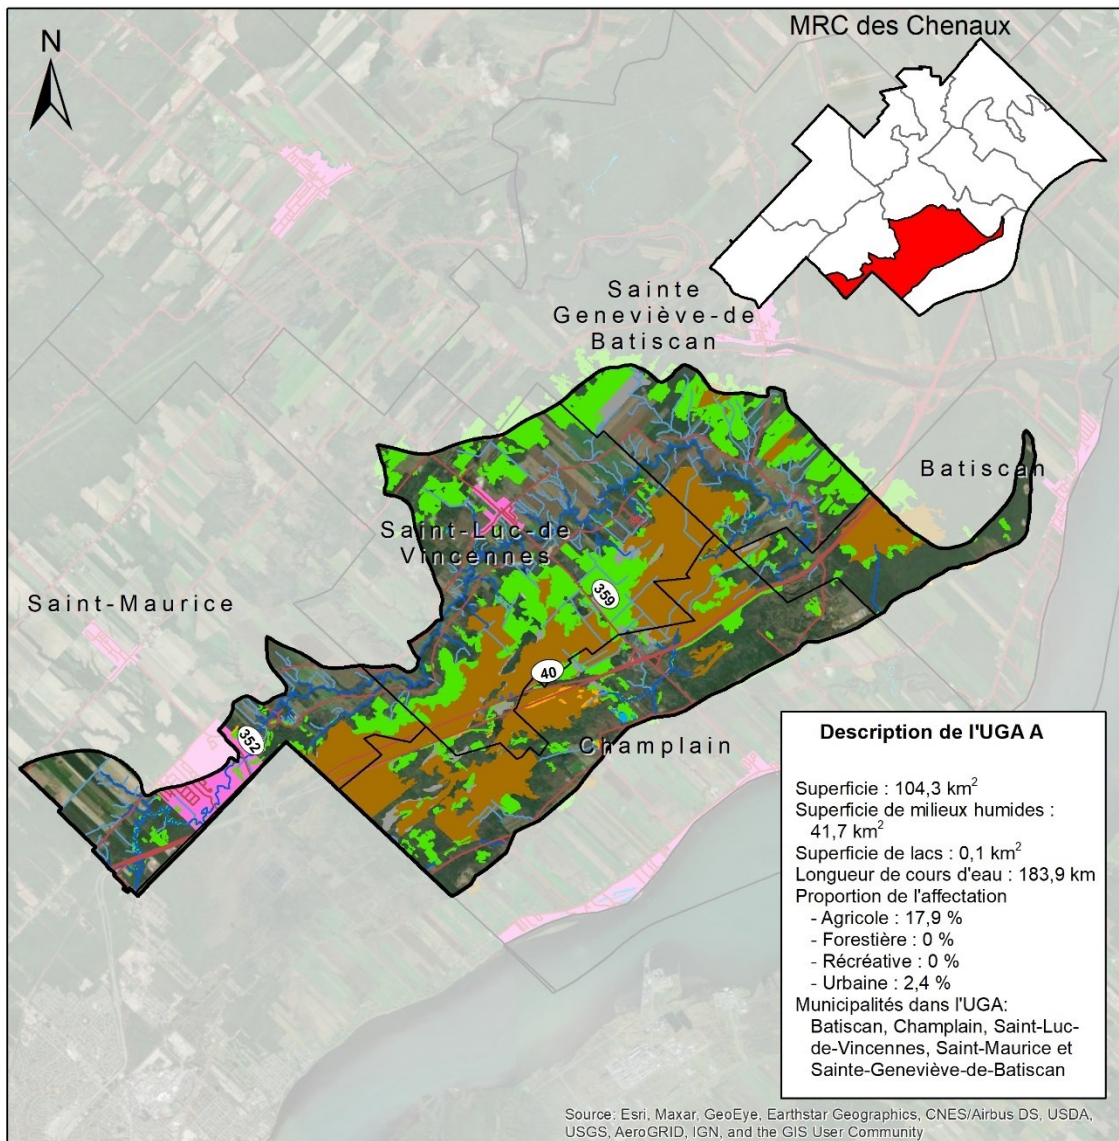 MRC des Chenaux
N
Sainte
Geneviève-de
Batiscan
Batiscan
Saint-Luc-de
Vincennes
359
Saint-Maurice
40
352
Champlain
Description de l'UGA A
Superficie : 104,3 km²
Superficie de milieux humides :
41,7 km²
Superficie de lacs : 0,1 km²
Longueur de cours d'eau : 183,9 km
Proportion de l'affectation
- Agricole : 17,9 %
- Forestière : 0 %
- Récréative : 0 %
- Urbaine : 2,4 %
Municipalités dans l'UGA:
Batiscan, Champlain, Saint-Luc-
de-Vincennes, Saint-Maurice et
Sainte-Geneviève-de-Batiscan
Source: Esri, Maxar, GeoEye, Earthstar Geographics, CNES/Airbus DS, USDA,
USGS, AeroGRID, IGN, and the GIS User Community